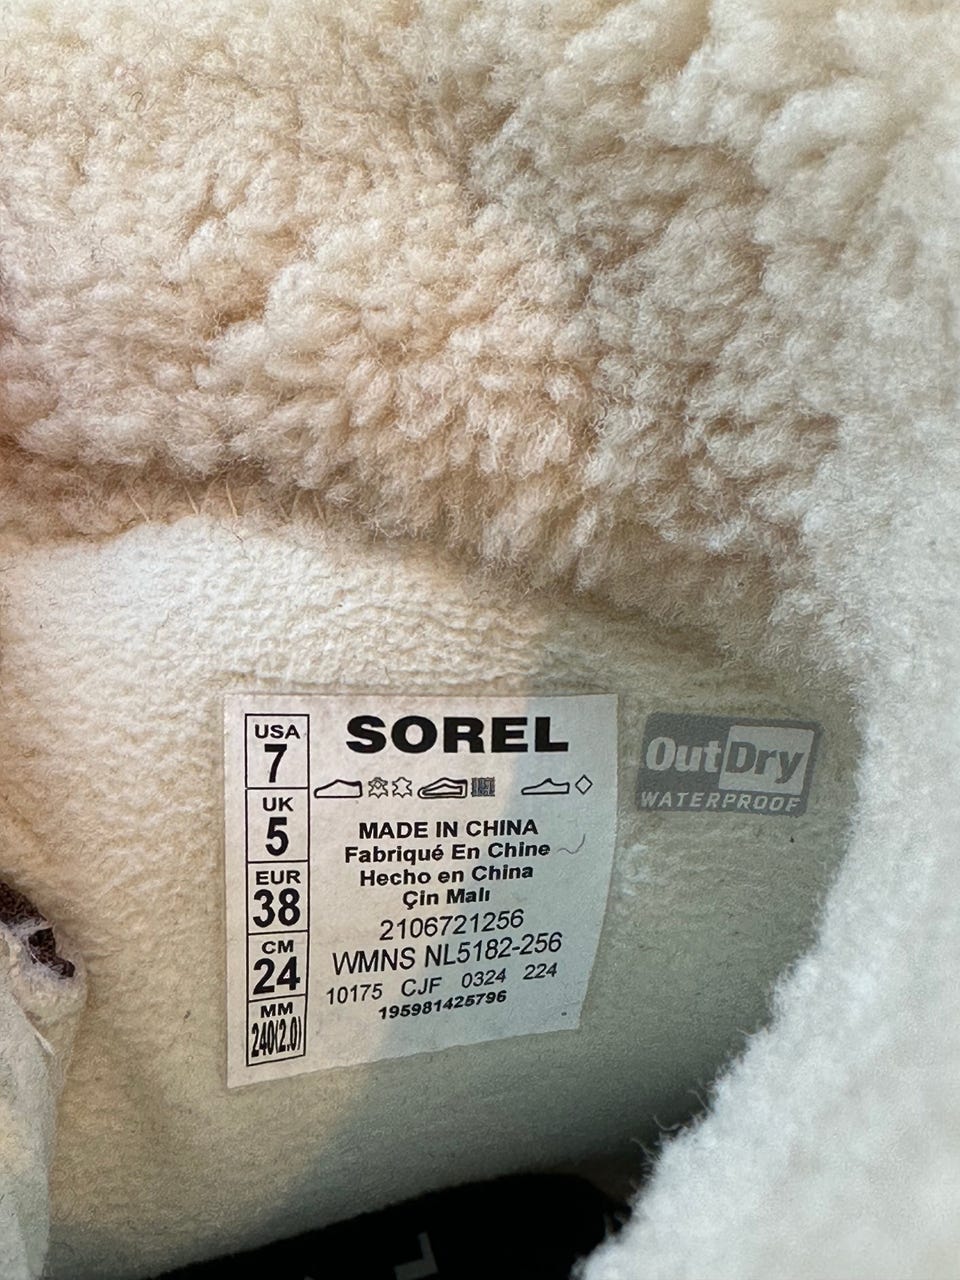 USA
7
UK
5
EUR
38
CM
24
MM
240(2.0)
SOREL
MADE IN CHINA
Fabriqué En Chine
Hecho en China
Çin Malı
2106721256
WMNS NL5182-256
10175 CJF 0324 224
195981425796
OutDry
WATERPROOF